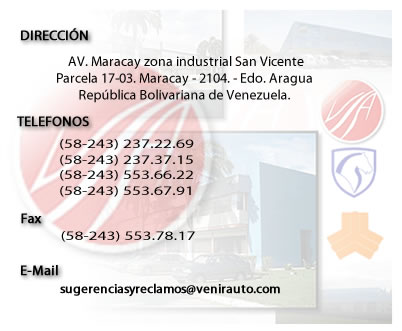 DIRECCIÓN
AV. Maracay zona industrial San Vicente
Parcela 17-03. Maracay - 2104. - Edo. Aragua
República Bolivariana de Venezuela.
TELEFONOS
(58-243) 237.22.69
(58-243) 237.37.15
(58-243) 553.66.22
(58-243) 553.67.91
Fax
(58-243) 553.78.17
E-Mail
sugerenciasyreclamos@venirauto.com